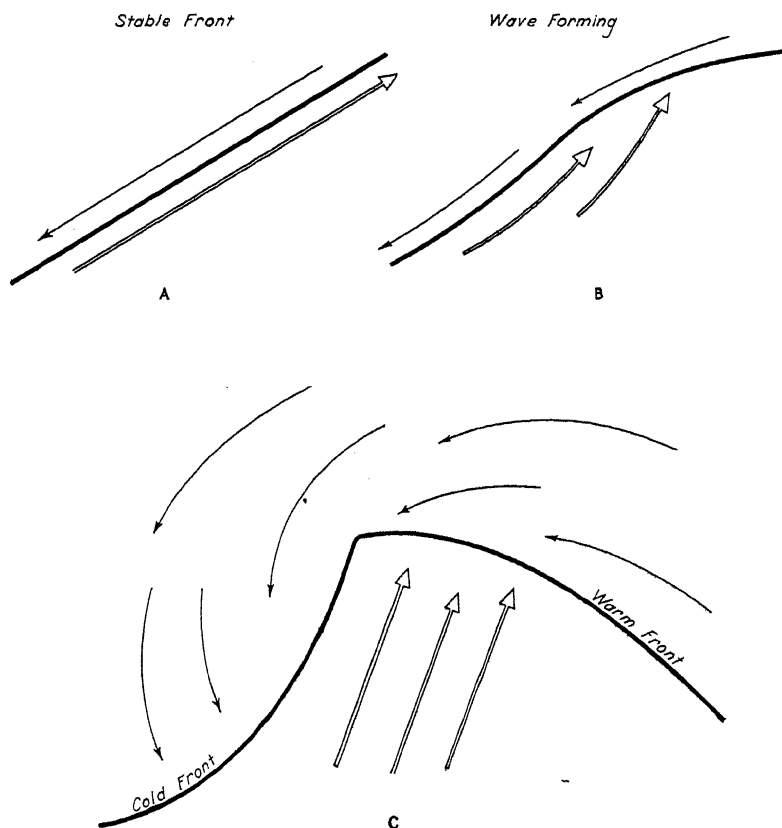 Stable Front
Wave Forming
A
B
Warm Front
Cold Front
C